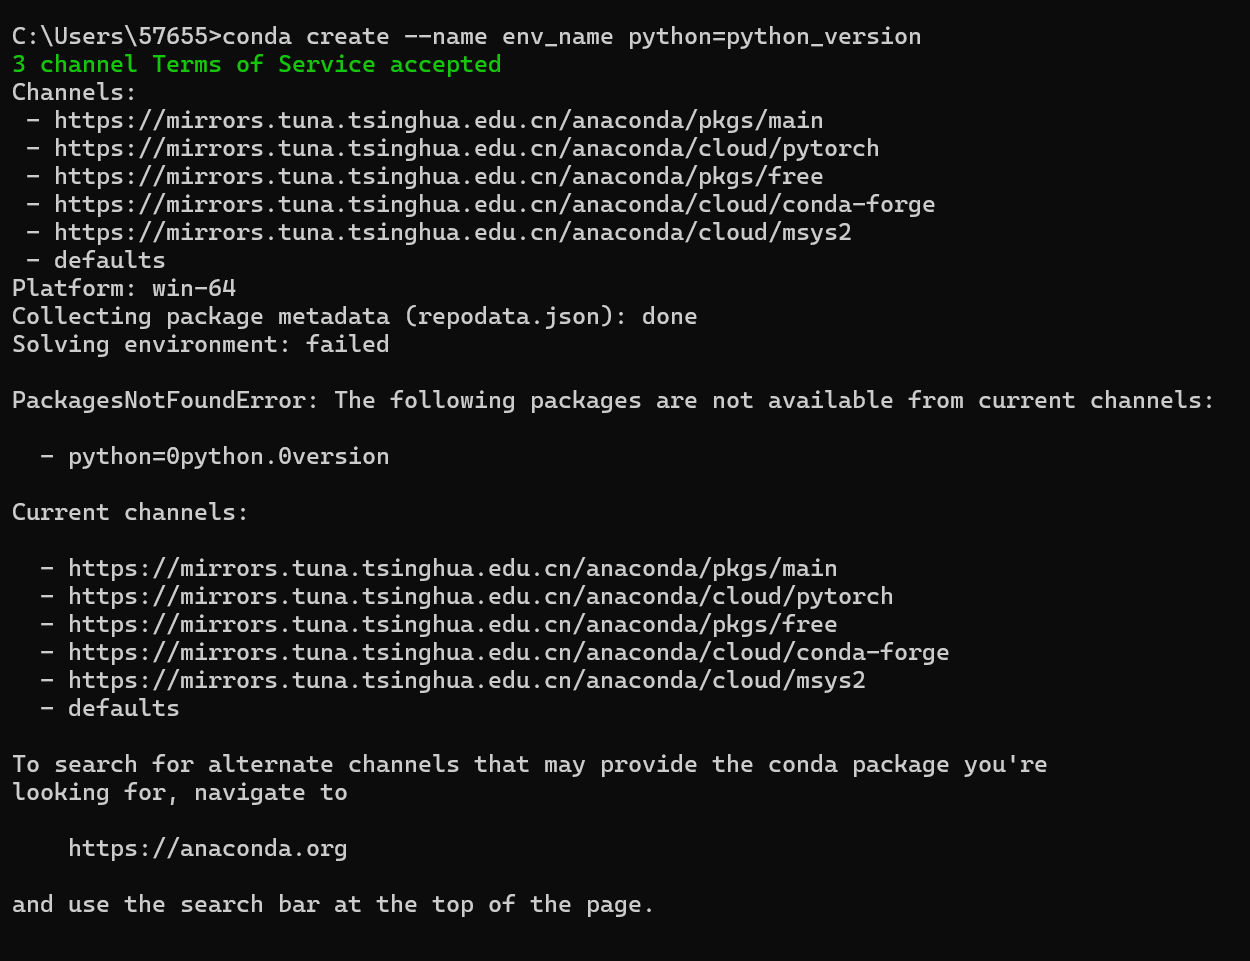 C:\Users\57655>conda create --name env_name python=python_version
3 channel Terms of Service accepted
Channels:
 - https://mirrors.tuna.tsinghua.edu.cn/anaconda/pkgs/main
 - https://mirrors.tuna.tsinghua.edu.cn/anaconda/cloud/pytorch
 - https://mirrors.tuna.tsinghua.edu.cn/anaconda/pkgs/free
 - https://mirrors.tuna.tsinghua.edu.cn/anaconda/cloud/conda-forge
 - https://mirrors.tuna.tsinghua.edu.cn/anaconda/cloud/msys2
 - defaults
Platform: win-64
Collecting package metadata (repodata.json): done
Solving environment: failed

PackagesNotFoundError: The following packages are not available from current channels:

  - python=0python.0version

Current channels:

  - https://mirrors.tuna.tsinghua.edu.cn/anaconda/pkgs/main
  - https://mirrors.tuna.tsinghua.edu.cn/anaconda/cloud/pytorch
  - https://mirrors.tuna.tsinghua.edu.cn/anaconda/pkgs/free
  - https://mirrors.tuna.tsinghua.edu.cn/anaconda/cloud/conda-forge
  - https://mirrors.tuna.tsinghua.edu.cn/anaconda/cloud/msys2
  - defaults

To search for alternate channels that may provide the conda package you're
looking for, navigate to

    https://anaconda.org

and use the search bar at the top of the page.